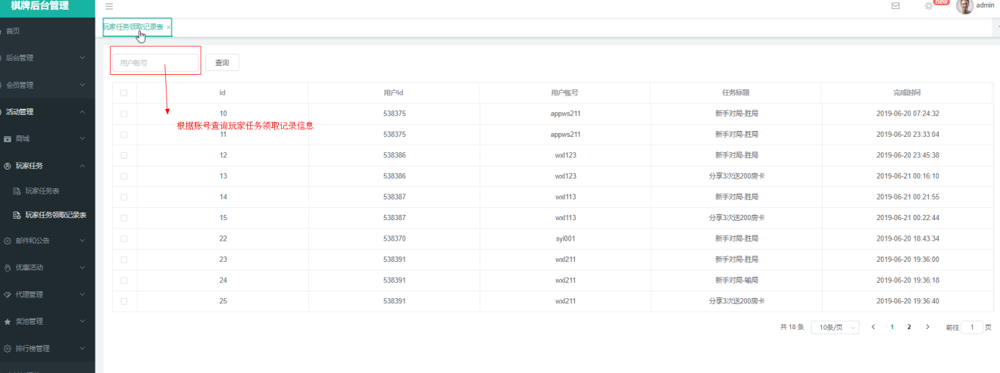 棋牌后台管理
new
admin
首页
玩家任务领取记录表 ×
后台管理
会员管理
活动管理
商城
玩家任务
玩家任务表
玩家任务领取记录表
邮件和公告
优惠活动
代理管理
奖池管理
排行榜管理
用户账号 查询
id 用户id 用户账号 任务标题 完成时间
10 538375 appws211 新手对局-胜局 2019-06-20 07:24:32
根据账号查询玩家任务领取记录信息
11 538375 appws211 新手对局-胜局 2019-06-20 23:33:04
12 538386 wxl123 新手对局-胜局 2019-06-20 23:45:38
13 538386 wxl123 分享3次送200房卡 2019-06-21 00:16:10
14 538387 wxl113 新手对局-胜局 2019-06-21 00:21:55
15 538387 wxl113 分享3次送200房卡 2019-06-21 00:22:44
22 538370 syi001 新手对局-胜局 2019-06-20 18:43:34
23 538391 wxl211 新手对局-胜局 2019-06-20 19:36:00
24 538391 wxl211 新手对局-输局 2019-06-20 19:36:18
25 538391 wxl211 分享3次送200房卡 2019-06-20 19:36:40
共 18 条 10条/页 1 2 前往 1 页